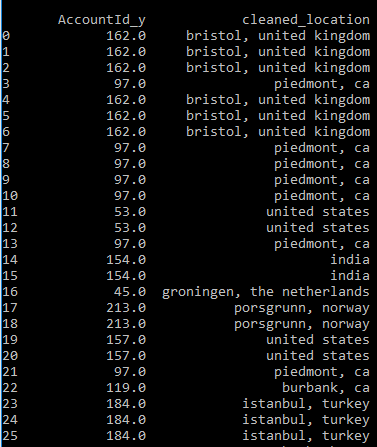 AccountId_y cleaned_location
0 162.0 bristol, united kingdom
1 162.0 bristol, united kingdom
2 162.0 bristol, united kingdom
3 97.0 piedmont, ca
4 162.0 bristol, united kingdom
5 162.0 bristol, united kingdom
6 162.0 bristol, united kingdom
7 97.0 piedmont, ca
8 97.0 piedmont, ca
9 97.0 piedmont, ca
10 97.0 piedmont, ca
11 53.0 united states
12 53.0 united states
13 97.0 piedmont, ca
14 154.0 india
15 154.0 india
16 45.0 groningen, the netherlands
17 213.0 porsgrunn, norway
18 213.0 porsgrunn, norway
19 157.0 united states
20 157.0 united states
21 97.0 piedmont, ca
22 119.0 burbank, ca
23 184.0 istanbul, turkey
24 184.0 istanbul, turkey
25 184.0 istanbul, turkey